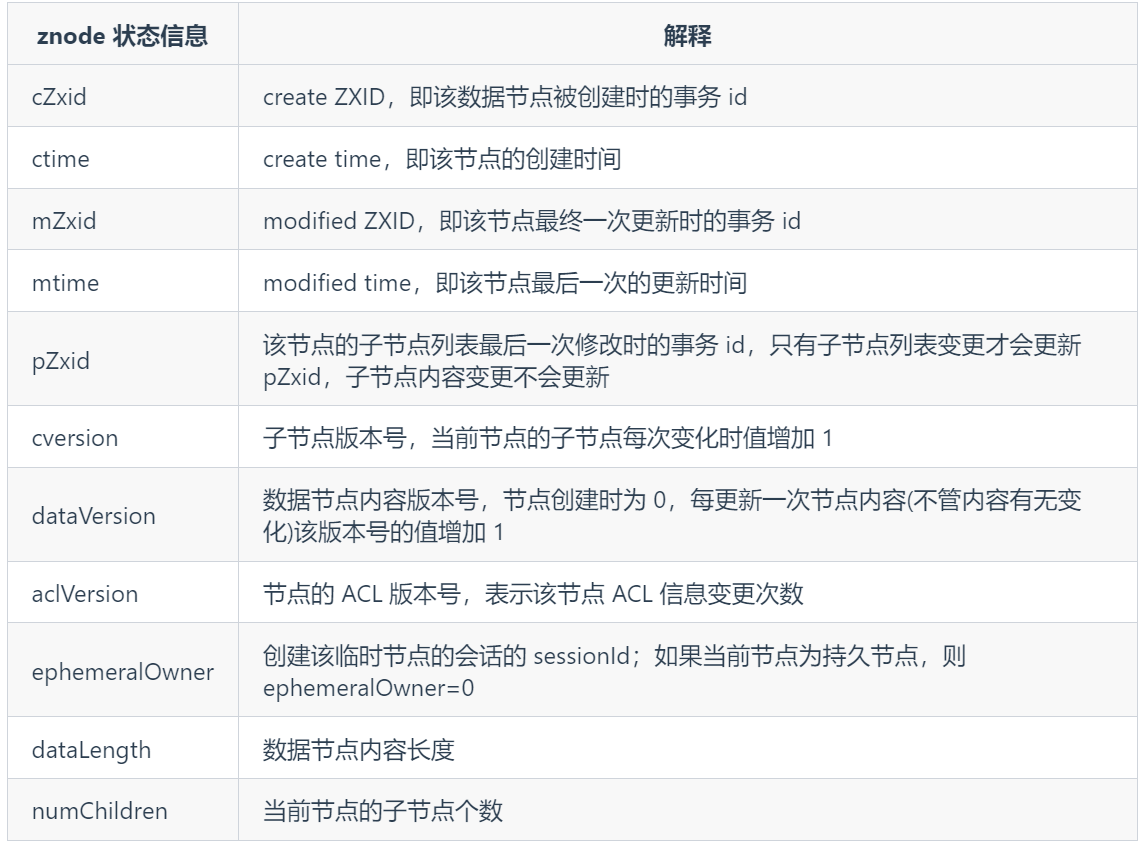 znode 状态信息 解释
cZxid create ZXID，即该数据节点被创建时的事务 id
ctime create time，即该节点的创建时间
mZxid modified ZXID，即该节点最终一次更新时的事务 id
mtime modified time，即该节点最后一次的更新时间
pZxid 该节点的子节点列表最后一次修改时的事务 id，只有子节点列表变更才会更新
pZxid，子节点内容变更不会更新
cversion 子节点版本号，当前节点的子节点每次变化时值增加 1
dataVersion 数据节点内容版本号，节点创建时为 0，每更新一次节点内容(不管内容有无变
化)该版本号的值增加 1
aclVersion 节点的 ACL 版本号，表示该节点 ACL 信息变更次数
ephemeralOwner 创建该临时节点的会话的 sessionId；如果当前节点为持久节点，则
ephemeralOwner=0
dataLength 数据节点内容长度
numChildren 当前节点的子节点个数